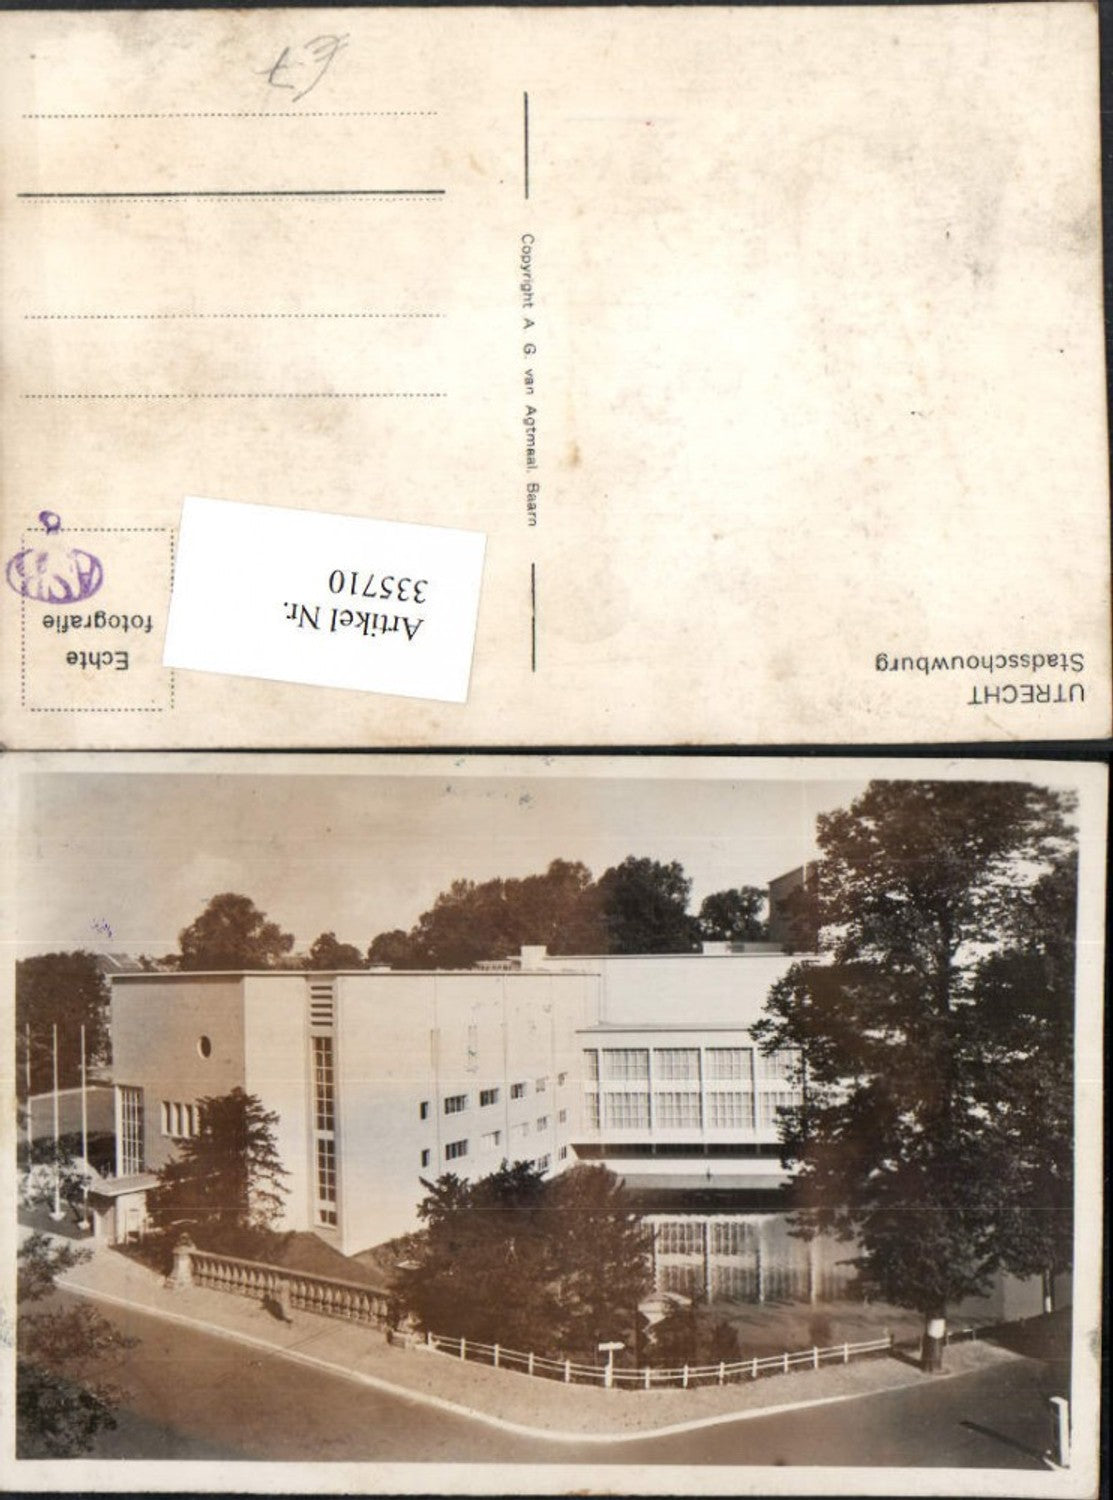 UTRECHT
Stadsschouwburg
Copyright A. G. van Agtmaal, Baarn
Echte
fotografie
Artikel Nr.
335710